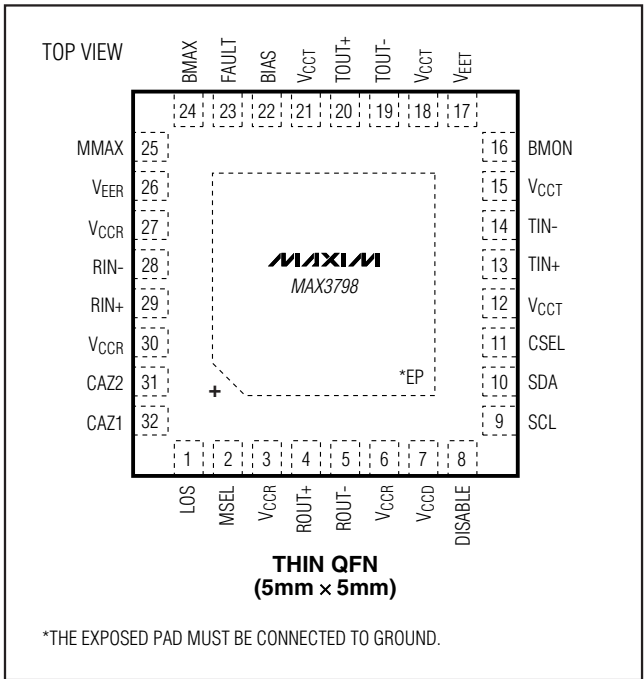 TOP VIEW
BMAX FAULT BIAS VCCT TOUT+ TOUT- VCCT VEET
24 23 22 21 20 19 18 17
MMAX 25
VEER 26
VCCR 27
RIN- 28
RIN+ 29
VCCR 30
CAZ2 31
CAZ1 32
16 BMON
15 VCCT
14 TIN-
13 TIN+
12 VCCT
11 CSEL
10 SDA
9 SCL
MAXIM
MAX3798
*EP
+
1 2 3 4 5 6 7 8
LOS MSEL VCCR ROUT+ ROUT- VCCR VCCD DISABLE
THIN QFN
(5mm × 5mm)
*THE EXPOSED PAD MUST BE CONNECTED TO GROUND.